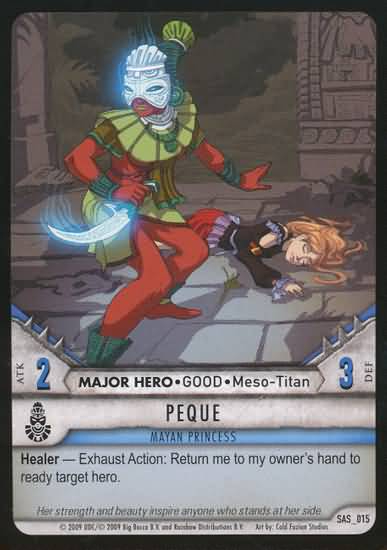 ATK 2 MAJOR HERO•GOOD•Meso-Titan 3 DEF
PEQUE
MAYAN PRINCESS
Healer — Exhaust Action: Return me to my owner's hand to
ready target hero.
Her strength and beauty inspire anyone who stands at her side.
© 2009 UDC/© 2009 Big Bocca B.V. and Rainbow Distributions B.V. Art by: Cold Fusion Studios
SAS_015